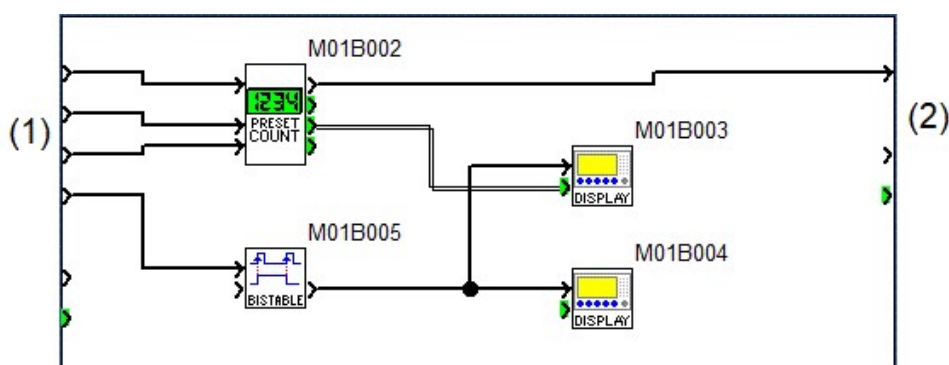 M01B002
1234
PRESET
COUNT
(1)
(2)
M01B003
DISPLAY
M01B005
BISTABLE
M01B004
DISPLAY